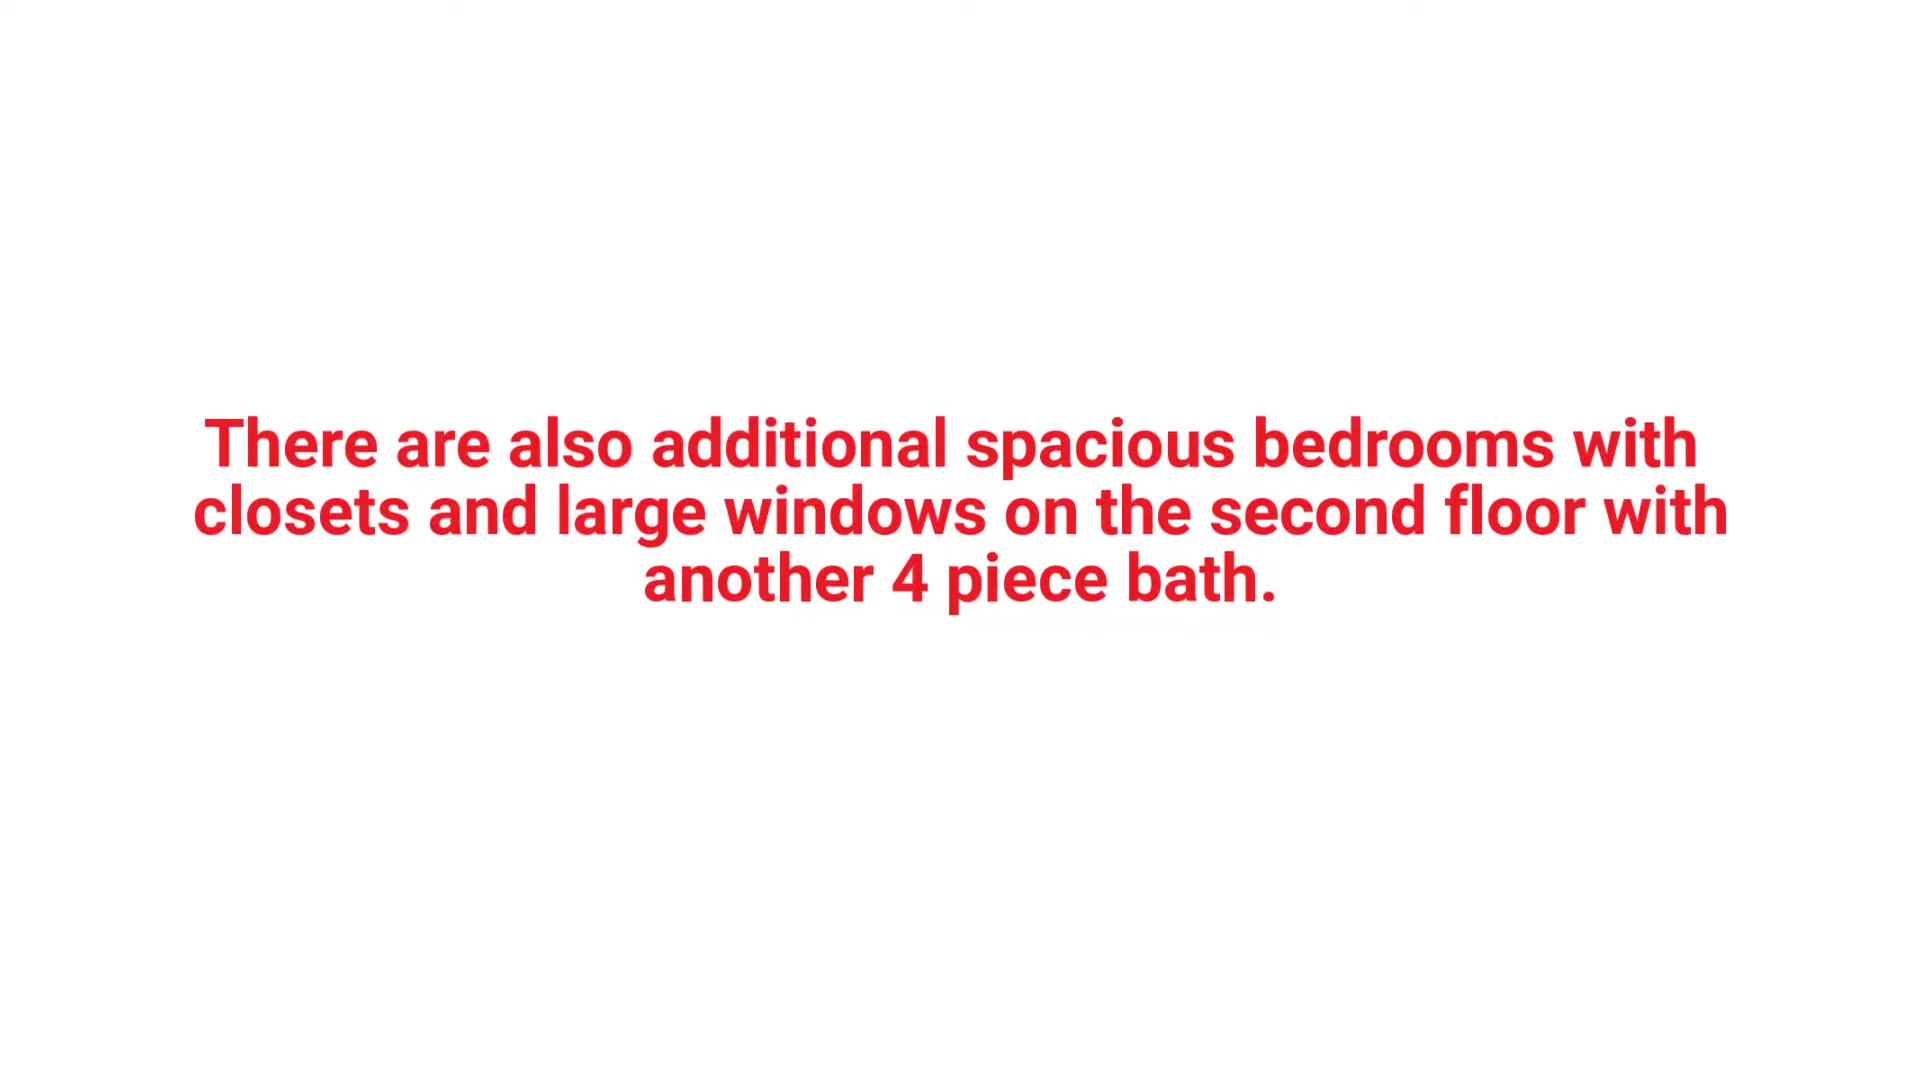 There are also additional spacious bedrooms with
closets and large windows on the second floor with
another 4 piece bath.